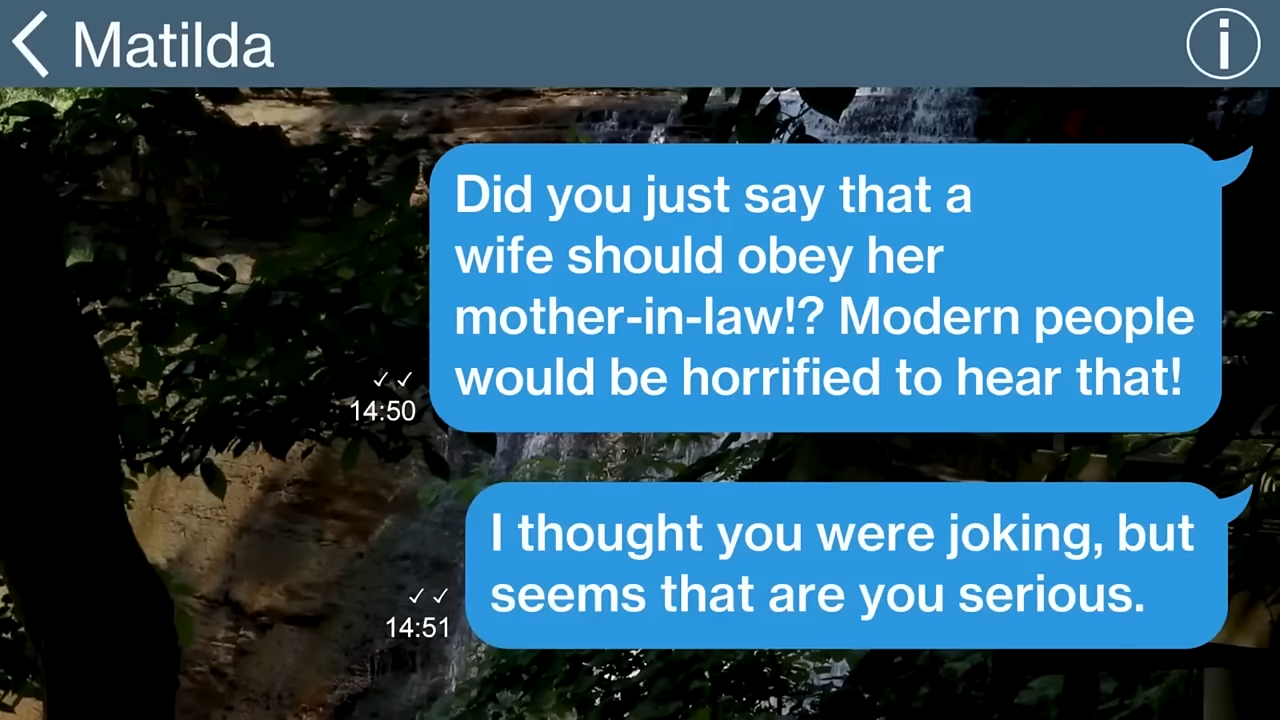 Matilda
Did you just say that a
wife should obey her
mother-in-law!? Modern people
would be horrified to hear that!
✓✓
14:50
I thought you were joking, but
seems that are you serious.
✓✓
14:51